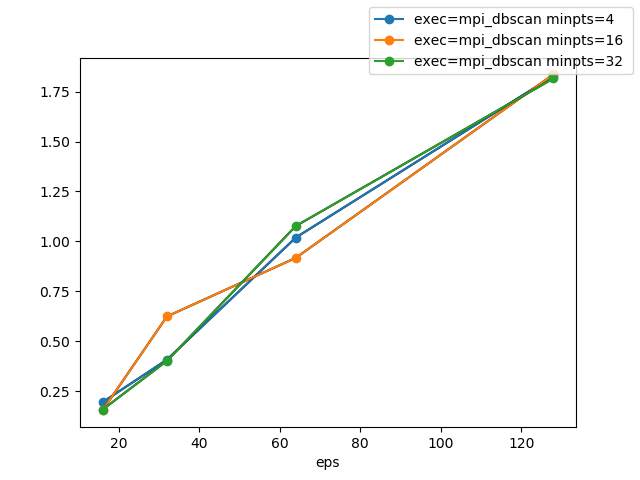 exec=mpi_dbscan minpts=4
exec=mpi_dbscan minpts=16
exec=mpi_dbscan minpts=32
1.75
1.50
1.25
1.00
0.75
0.50
0.25
20 40 60 80 100 120
eps